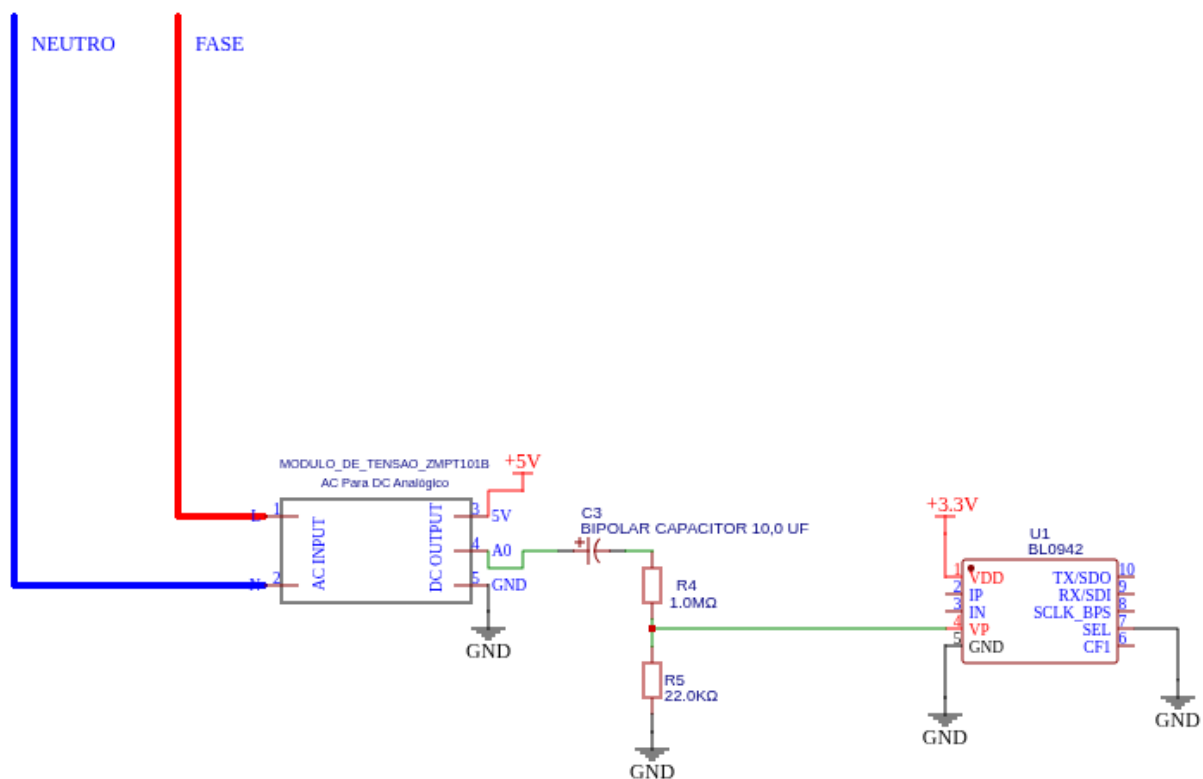 NEUTRO
FASE
MODULO_DE_TENSAO_ZMPT101B
AC Para DC Analógico
+5V
L
1
AC INPUT
DC OUTPUT
3
5V
4
A0
N
2
5
GND
GND
C3
BIPOLAR CAPACITOR 10,0 UF
+
R4
1.0MΩ
R5
22.0KΩ
GND
+3.3V
U1
BL0942
1
VDD
TX/SDO
10
2
IP
RX/SDI
9
3
IN
SCLK_BPS
8
4
VP
SEL
7
5
GND
CF1
6
GND
GND